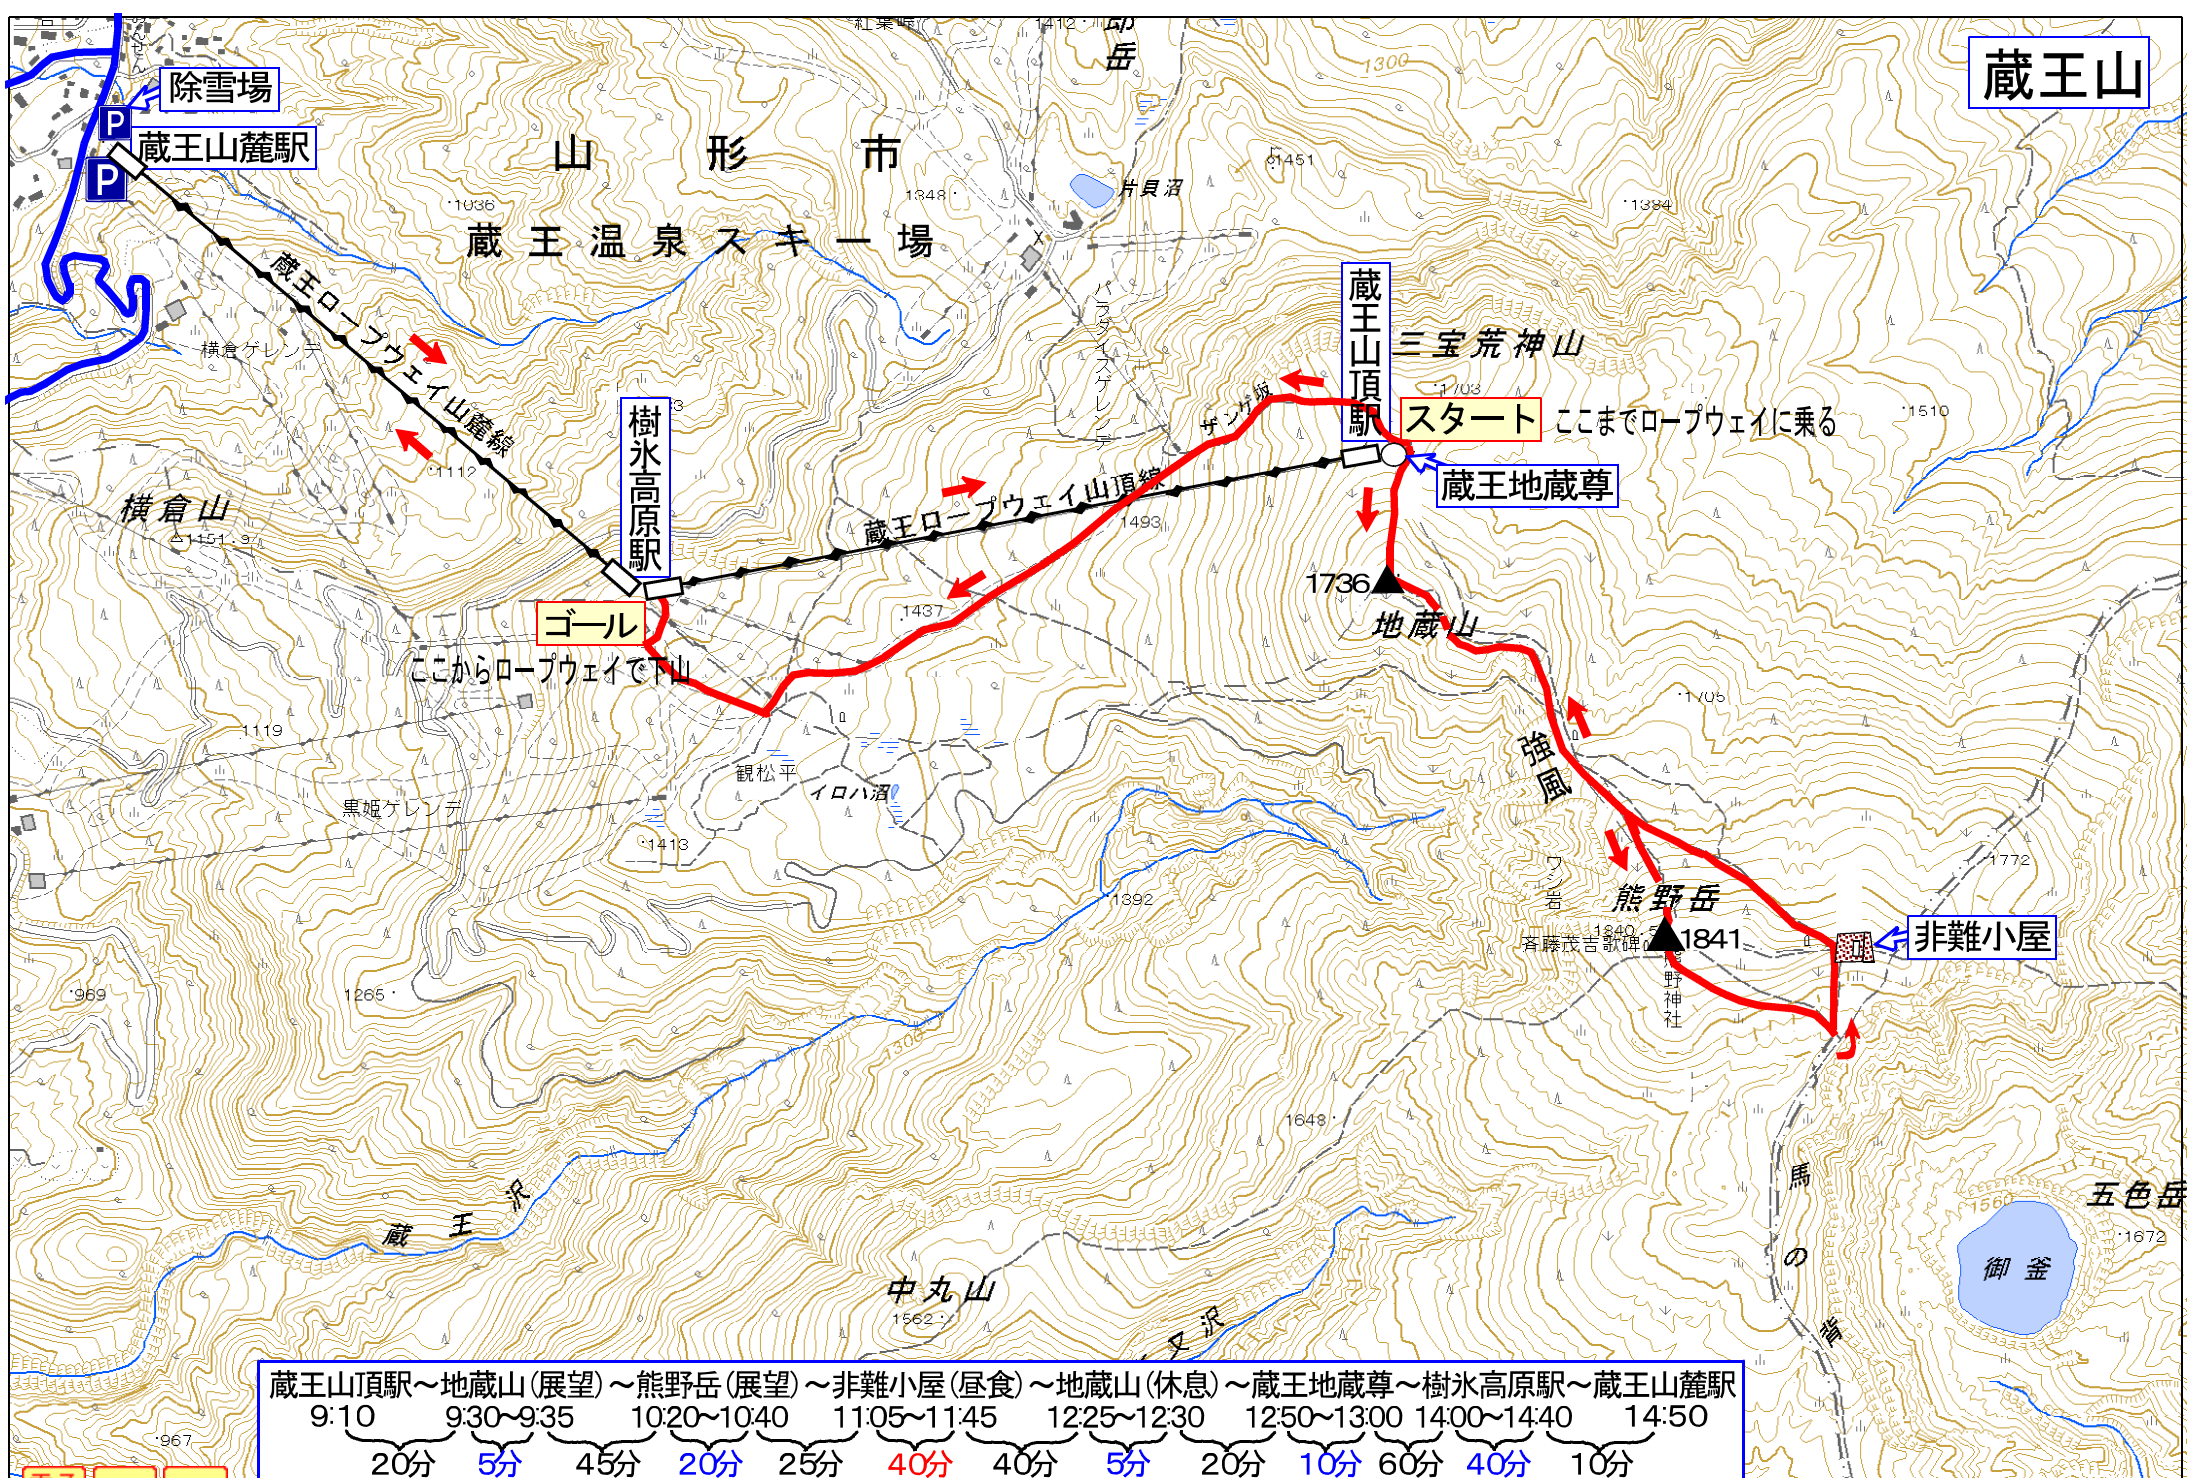 蔵王山
紅葉峠
1412
岳
1300
除雪場
P
蔵王山麓駅
P
山形市
1451
片貝沼
1348
1036
1384
蔵王温泉スキー場
蔵王ロープウェイ山麓線
横倉ゲレンデ
パラダイスゲレンデ
蔵王山頂駅
三宝荒神山
1703
ザンゲ坂
スタート
ここまでロープウェイに乗る
1510
樹氷高原駅
1112
蔵王地蔵尊
横倉山
1151.9
蔵王ロープウェイ山頂線
1493
1736
地蔵山
1437
ゴール
ここからロープウェイで下山
1705
1119
強風
観松平
イロハ沼
黒姫ゲレンデ
1413
1772
ワシ岩
熊野岳
1392
1840.5
斉藤茂吉歌碑
1841
非難小屋
熊野神社
969
1265
1300
1648
馬の背
五色岳
1560
1672
御釜
蔵王沢
中丸山
1562
又沢
967
蔵王山頂駅～地蔵山(展望)～熊野岳(展望)～非難小屋(昼食)～地蔵山(休息)～蔵王地蔵尊～樹氷高原駅～蔵王山麓駅
9:10 9:30～9:35 10:20～10:40 11:05～11:45 12:25～12:30 12:50～13:00 14:00～14:40 14:50
20分 5分 45分 20分 25分 40分 40分 5分 20分 10分 60分 40分 10分